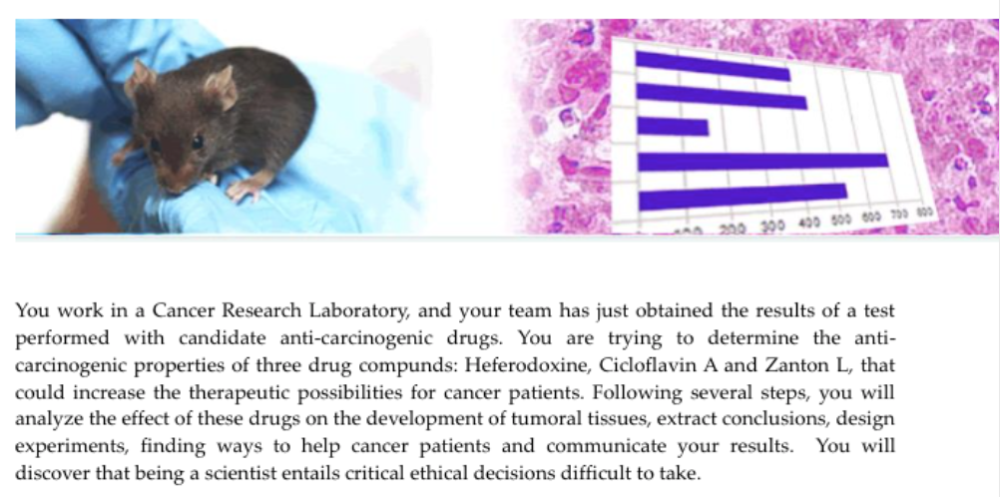 200 300 400 500 600 700 800
You work in a Cancer Research Laboratory, and your team has just obtained the results of a test
performed with candidate anti-carcinogenic drugs. You are trying to determine the anti-
carcinogenic properties of three drug compunds: Heferodoxine, Cicloflavin A and Zanton L, that
could increase the therapeutic possibilities for cancer patients. Following several steps, you will
analyze the effect of these drugs on the development of tumoral tissues, extract conclusions, design
experiments, finding ways to help cancer patients and communicate your results. You will
discover that being a scientist entails critical ethical decisions difficult to take.